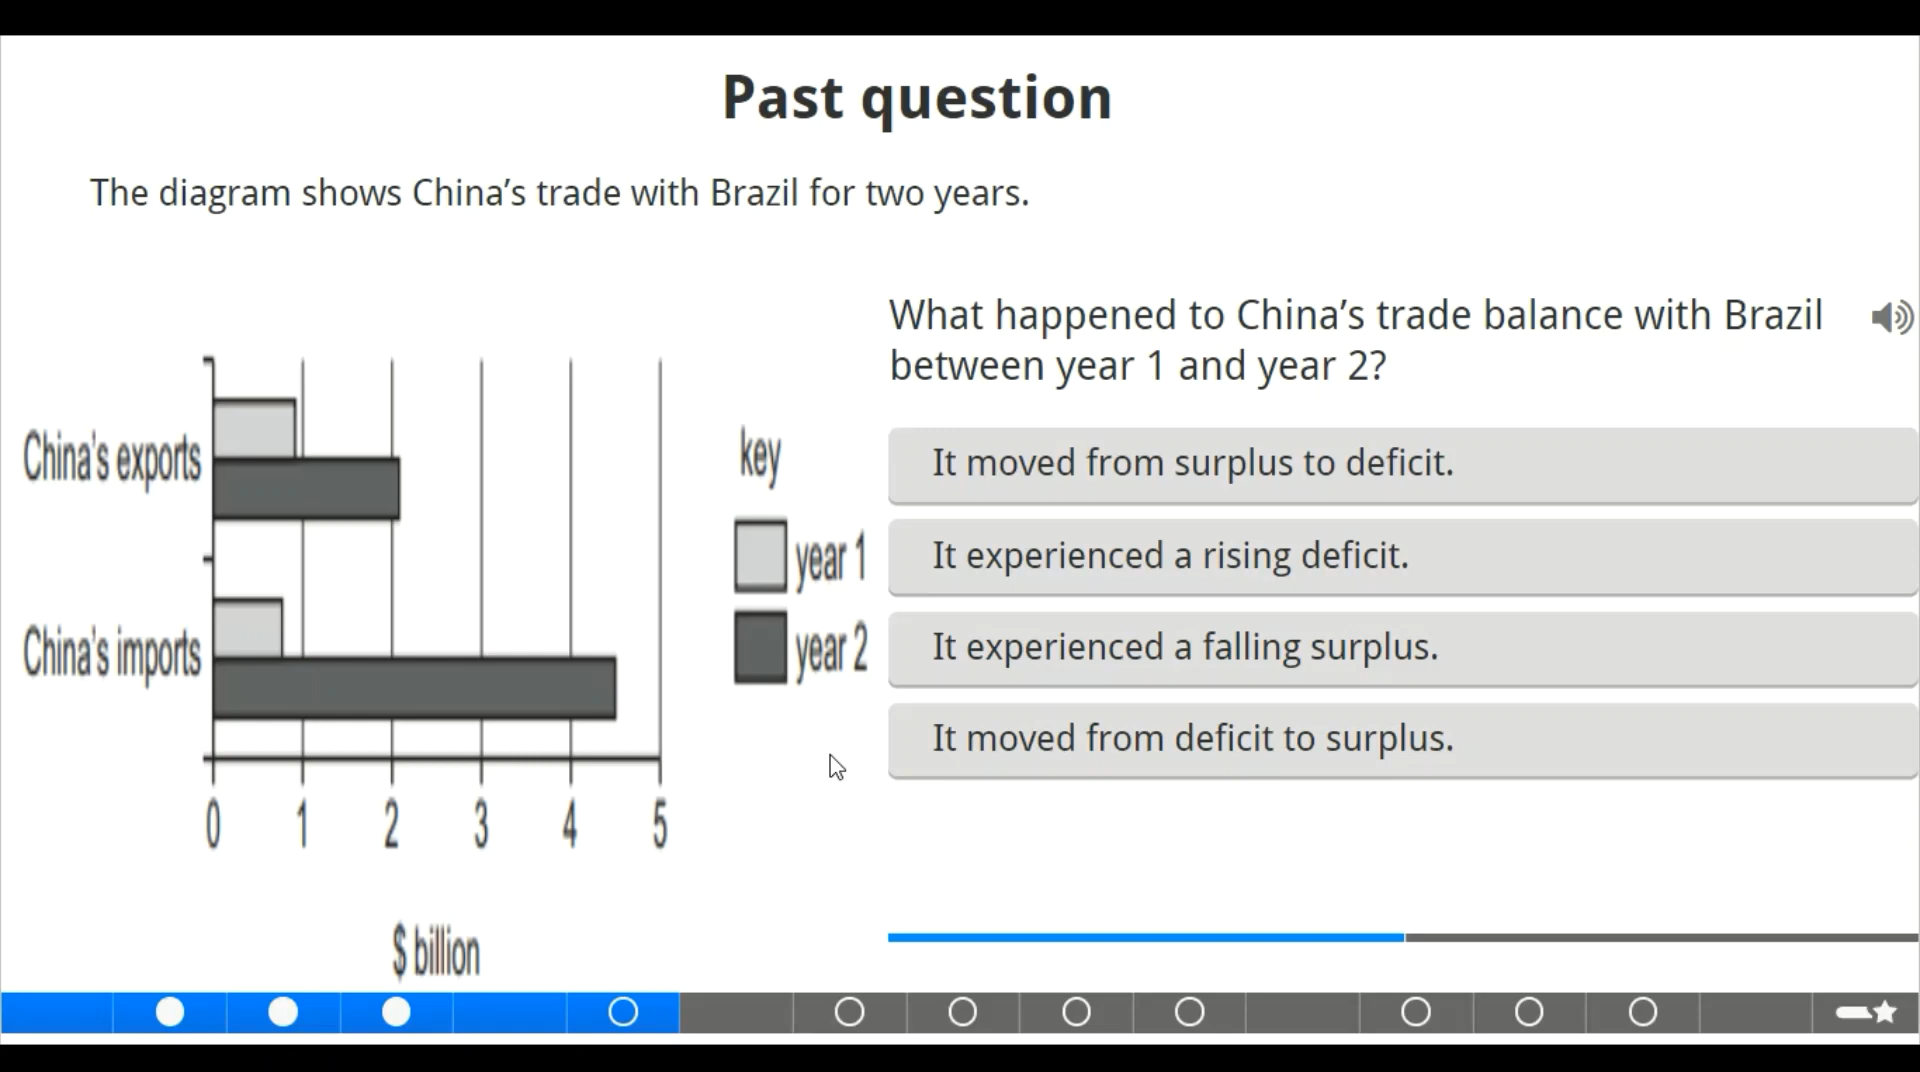 Past question
The diagram shows China’s trade with Brazil for two years.
What happened to China’s trade balance with Brazil
between year 1 and year 2?
China's exports
China's imports
key
year 1
year 2
0 1 2 3 4 5
$ billion
It moved from surplus to deficit.
It experienced a rising deficit.
It experienced a falling surplus.
It moved from deficit to surplus.